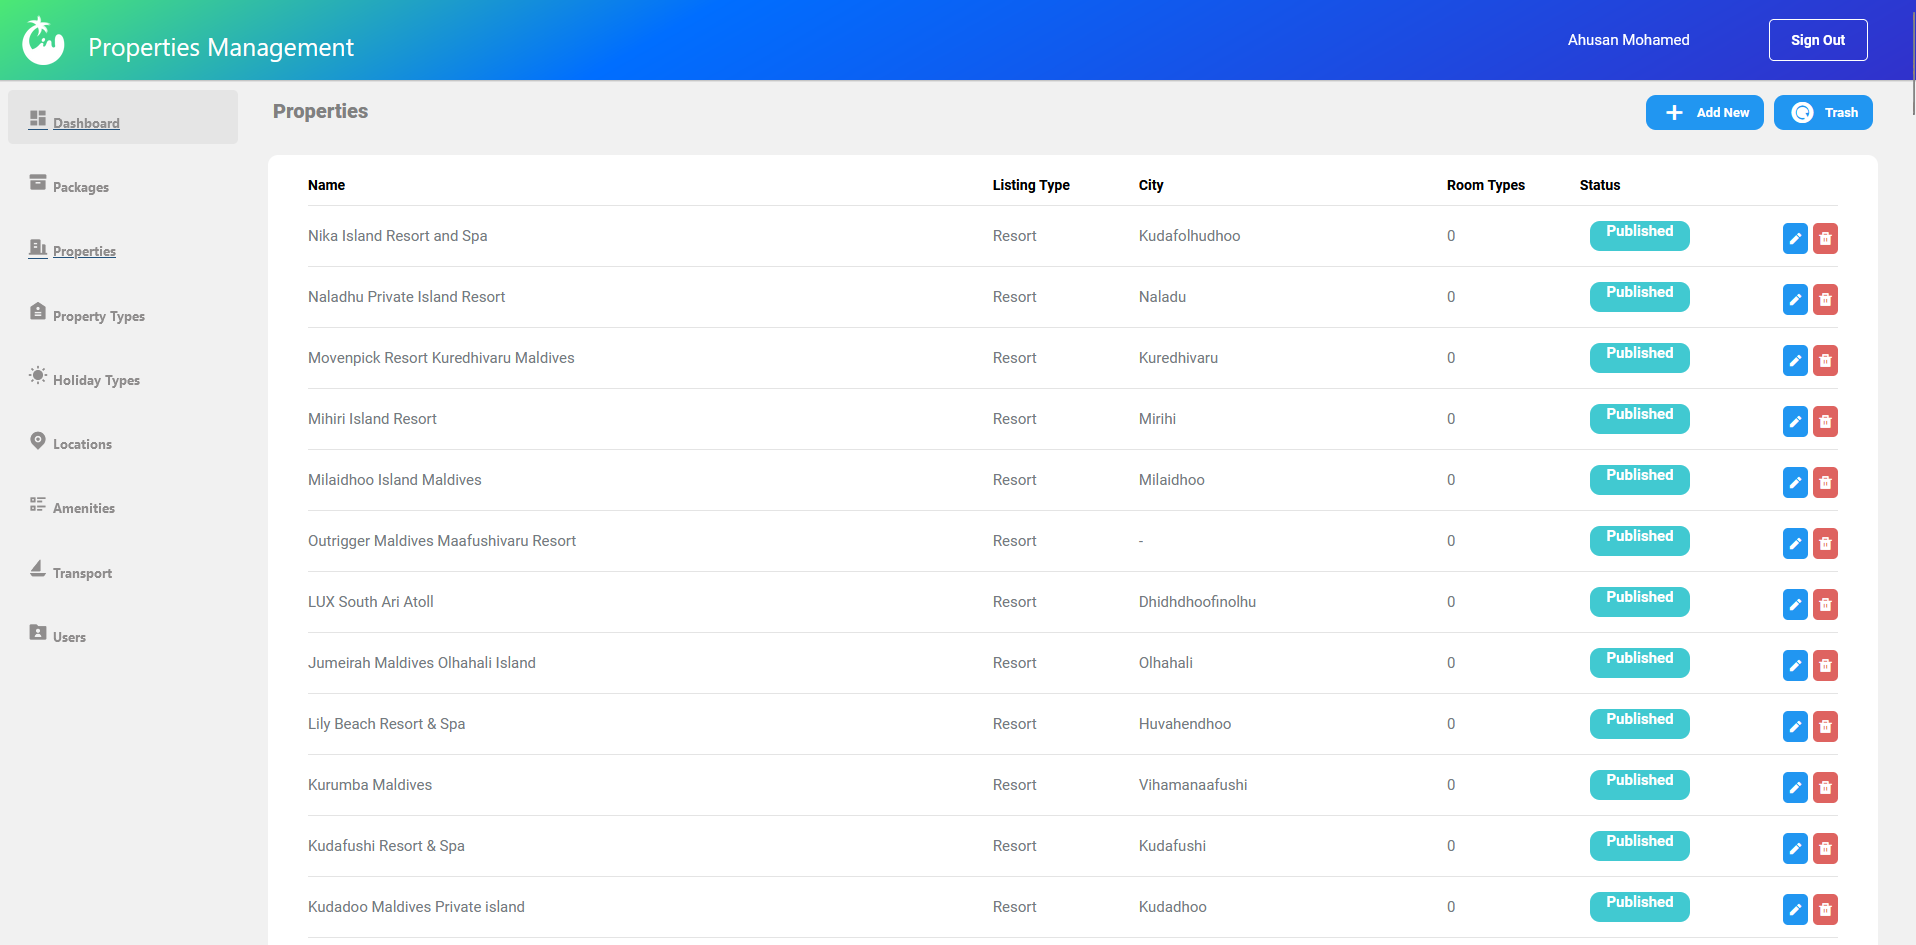 Properties Management
Ahusan Mohamed
Sign Out
Dashboard
Packages
Properties
Property Types
Holiday Types
Locations
Amenities
Transport
Users
Properties
Add New
Trash
Name Listing Type City Room Types Status
Nika Island Resort and Spa Resort Kudafolhudhoo 0 Published
Naladhu Private Island Resort Resort Naladu 0 Published
Movenpick Resort Kuredhivaru Maldives Resort Kuredhivaru 0 Published
Mihiri Island Resort Resort Mirihi 0 Published
Milaidhoo Island Maldives Resort Milaidhoo 0 Published
Outrigger Maldives Maafushivaru Resort Resort - 0 Published
LUX South Ari Atoll Resort Dhidhdhoofinolhu 0 Published
Jumeirah Maldives Olhahali Island Resort Olhahali 0 Published
Lily Beach Resort & Spa Resort Huvahendhoo 0 Published
Kurumba Maldives Resort Vihamanaafushi 0 Published
Kudafushi Resort & Spa Resort Kudafushi 0 Published
Kudadoo Maldives Private island Resort Kudadhoo 0 Published